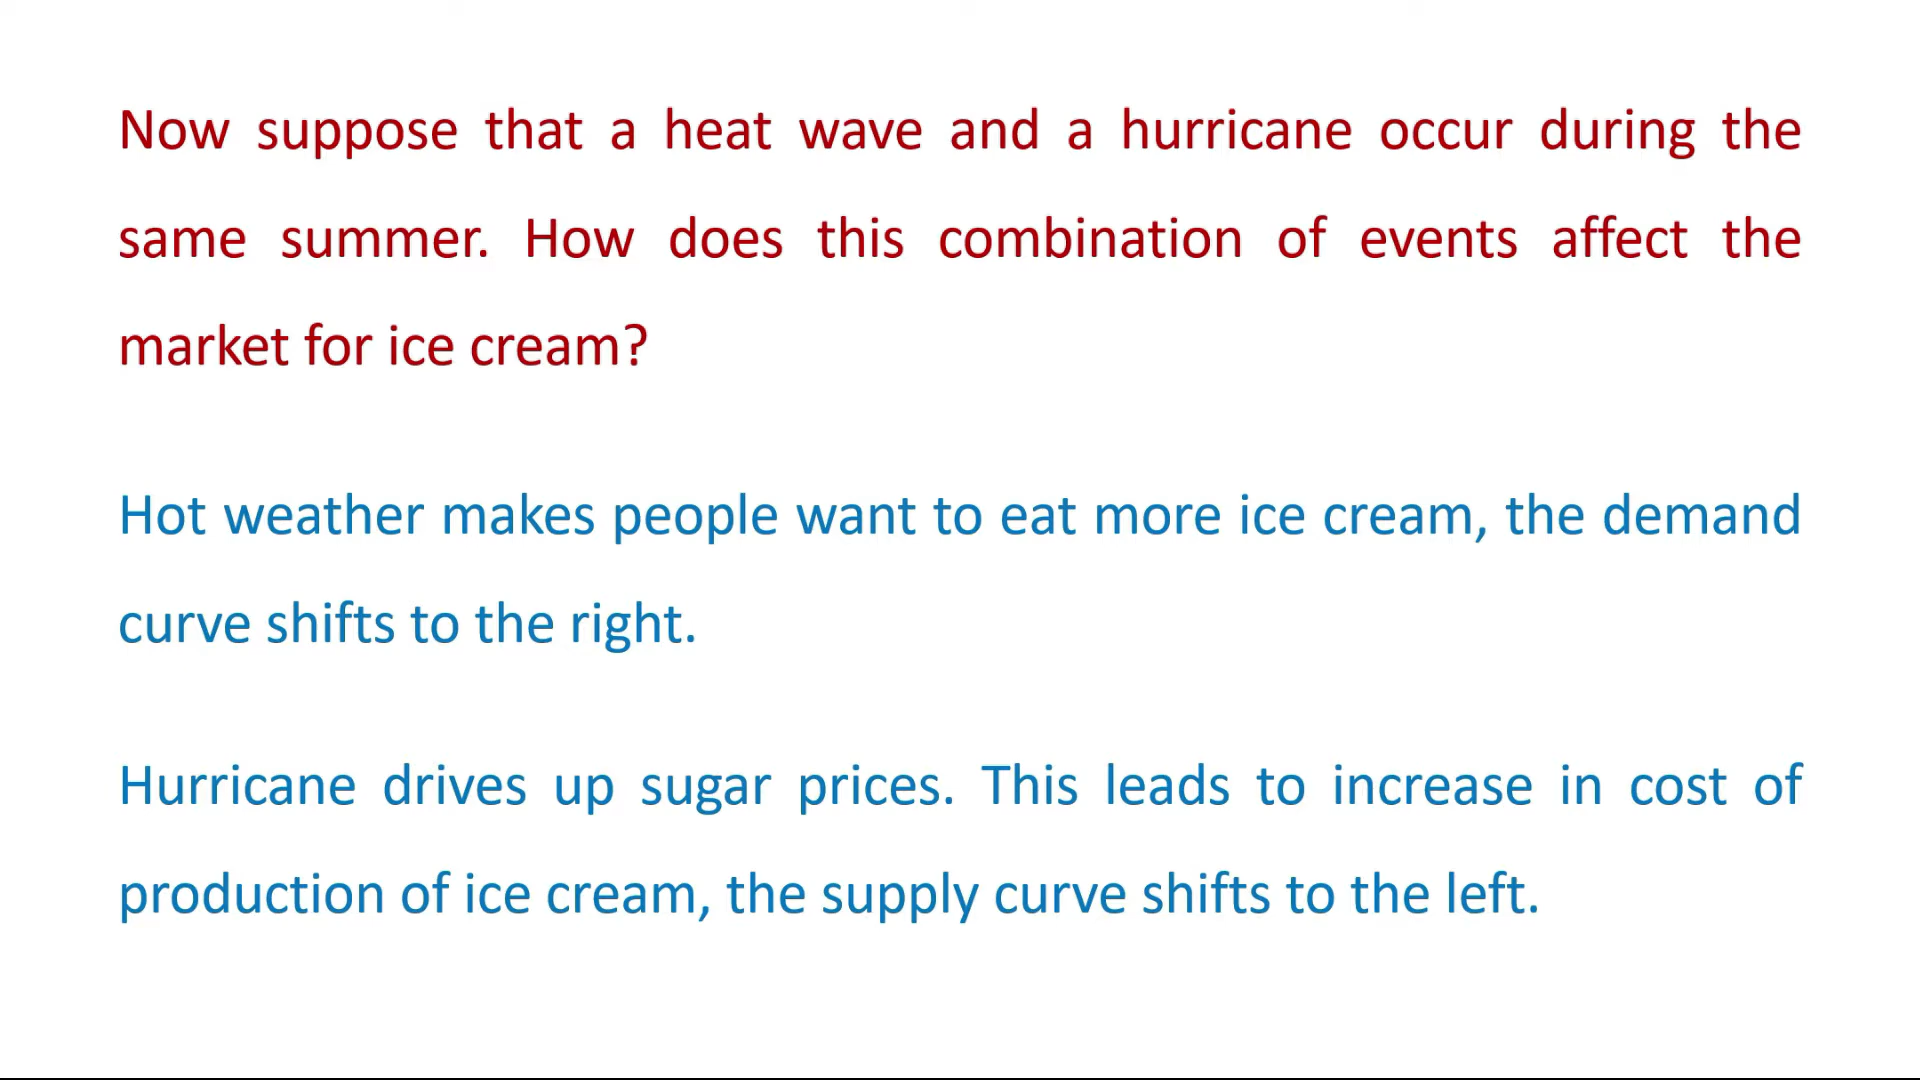 Now suppose that a heat wave and a hurricane occur during the
same summer. How does this combination of events affect the
market for ice cream?
Hot weather makes people want to eat more ice cream, the demand
curve shifts to the right.
Hurricane drives up sugar prices. This leads to increase in cost of
production of ice cream, the supply curve shifts to the left.